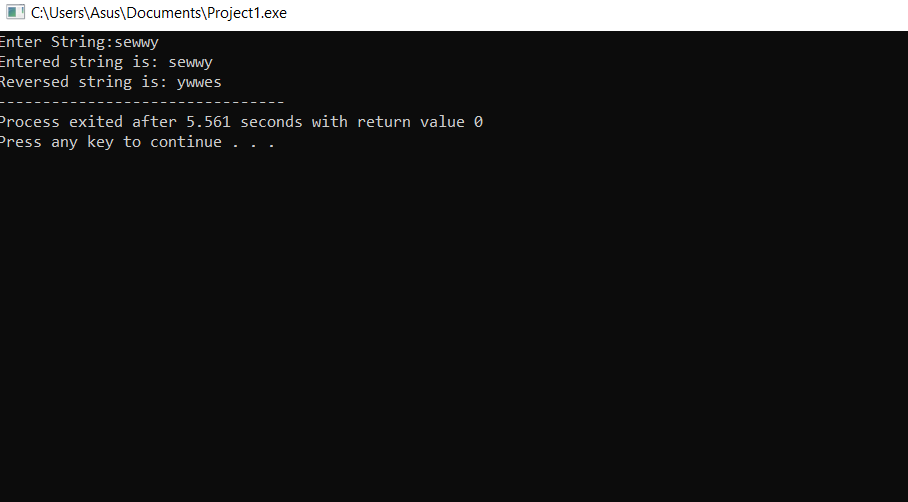 C:\Users\Asus\Documents\Project1.exe
Enter String:sewwy
Entered string is: sewwy
Reversed string is: ywwes
--------------------------------
Process exited after 5.561 seconds with return value 0
Press any key to continue . . .